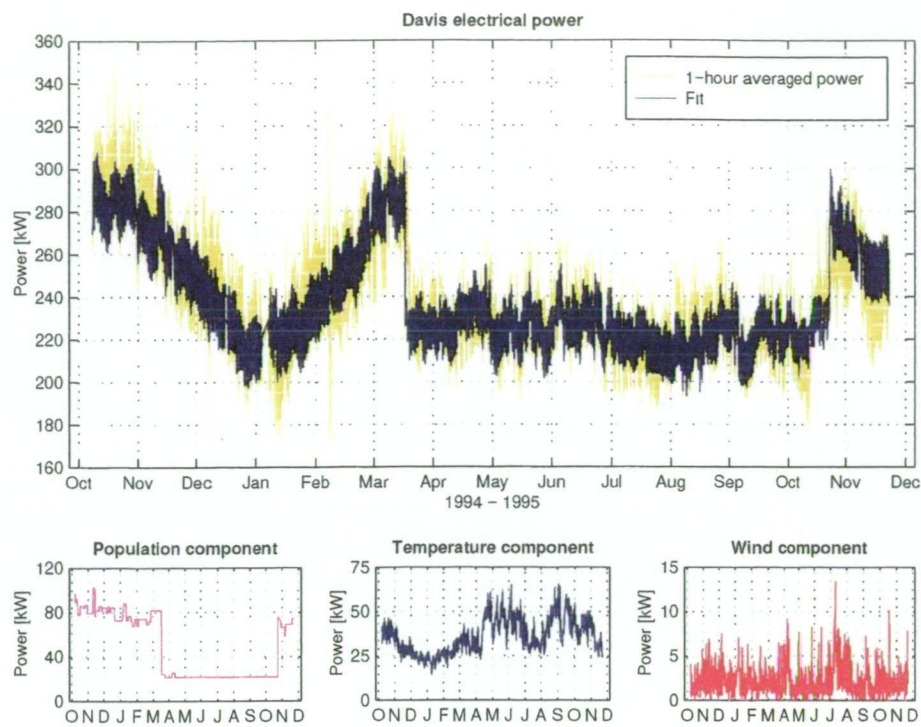 Davis electrical power
360
340
320
300
280
260
240
220
200
180
160
Power [kW]
1-hour averaged power
Fit
Oct Nov Dec Jan Feb Mar Apr May Jun Jul Aug Sep Oct Nov Dec
1994 - 1995
Population component
120
80
40
0
Power [kW]
O N D J F M A M J J A S O N D
Temperature component
75
50
25
0
Power [kW]
O N D J F M A M J J A S O N D
Wind component
15
10
5
0
Power [kW]
O N D J F M A M J J A S O N D